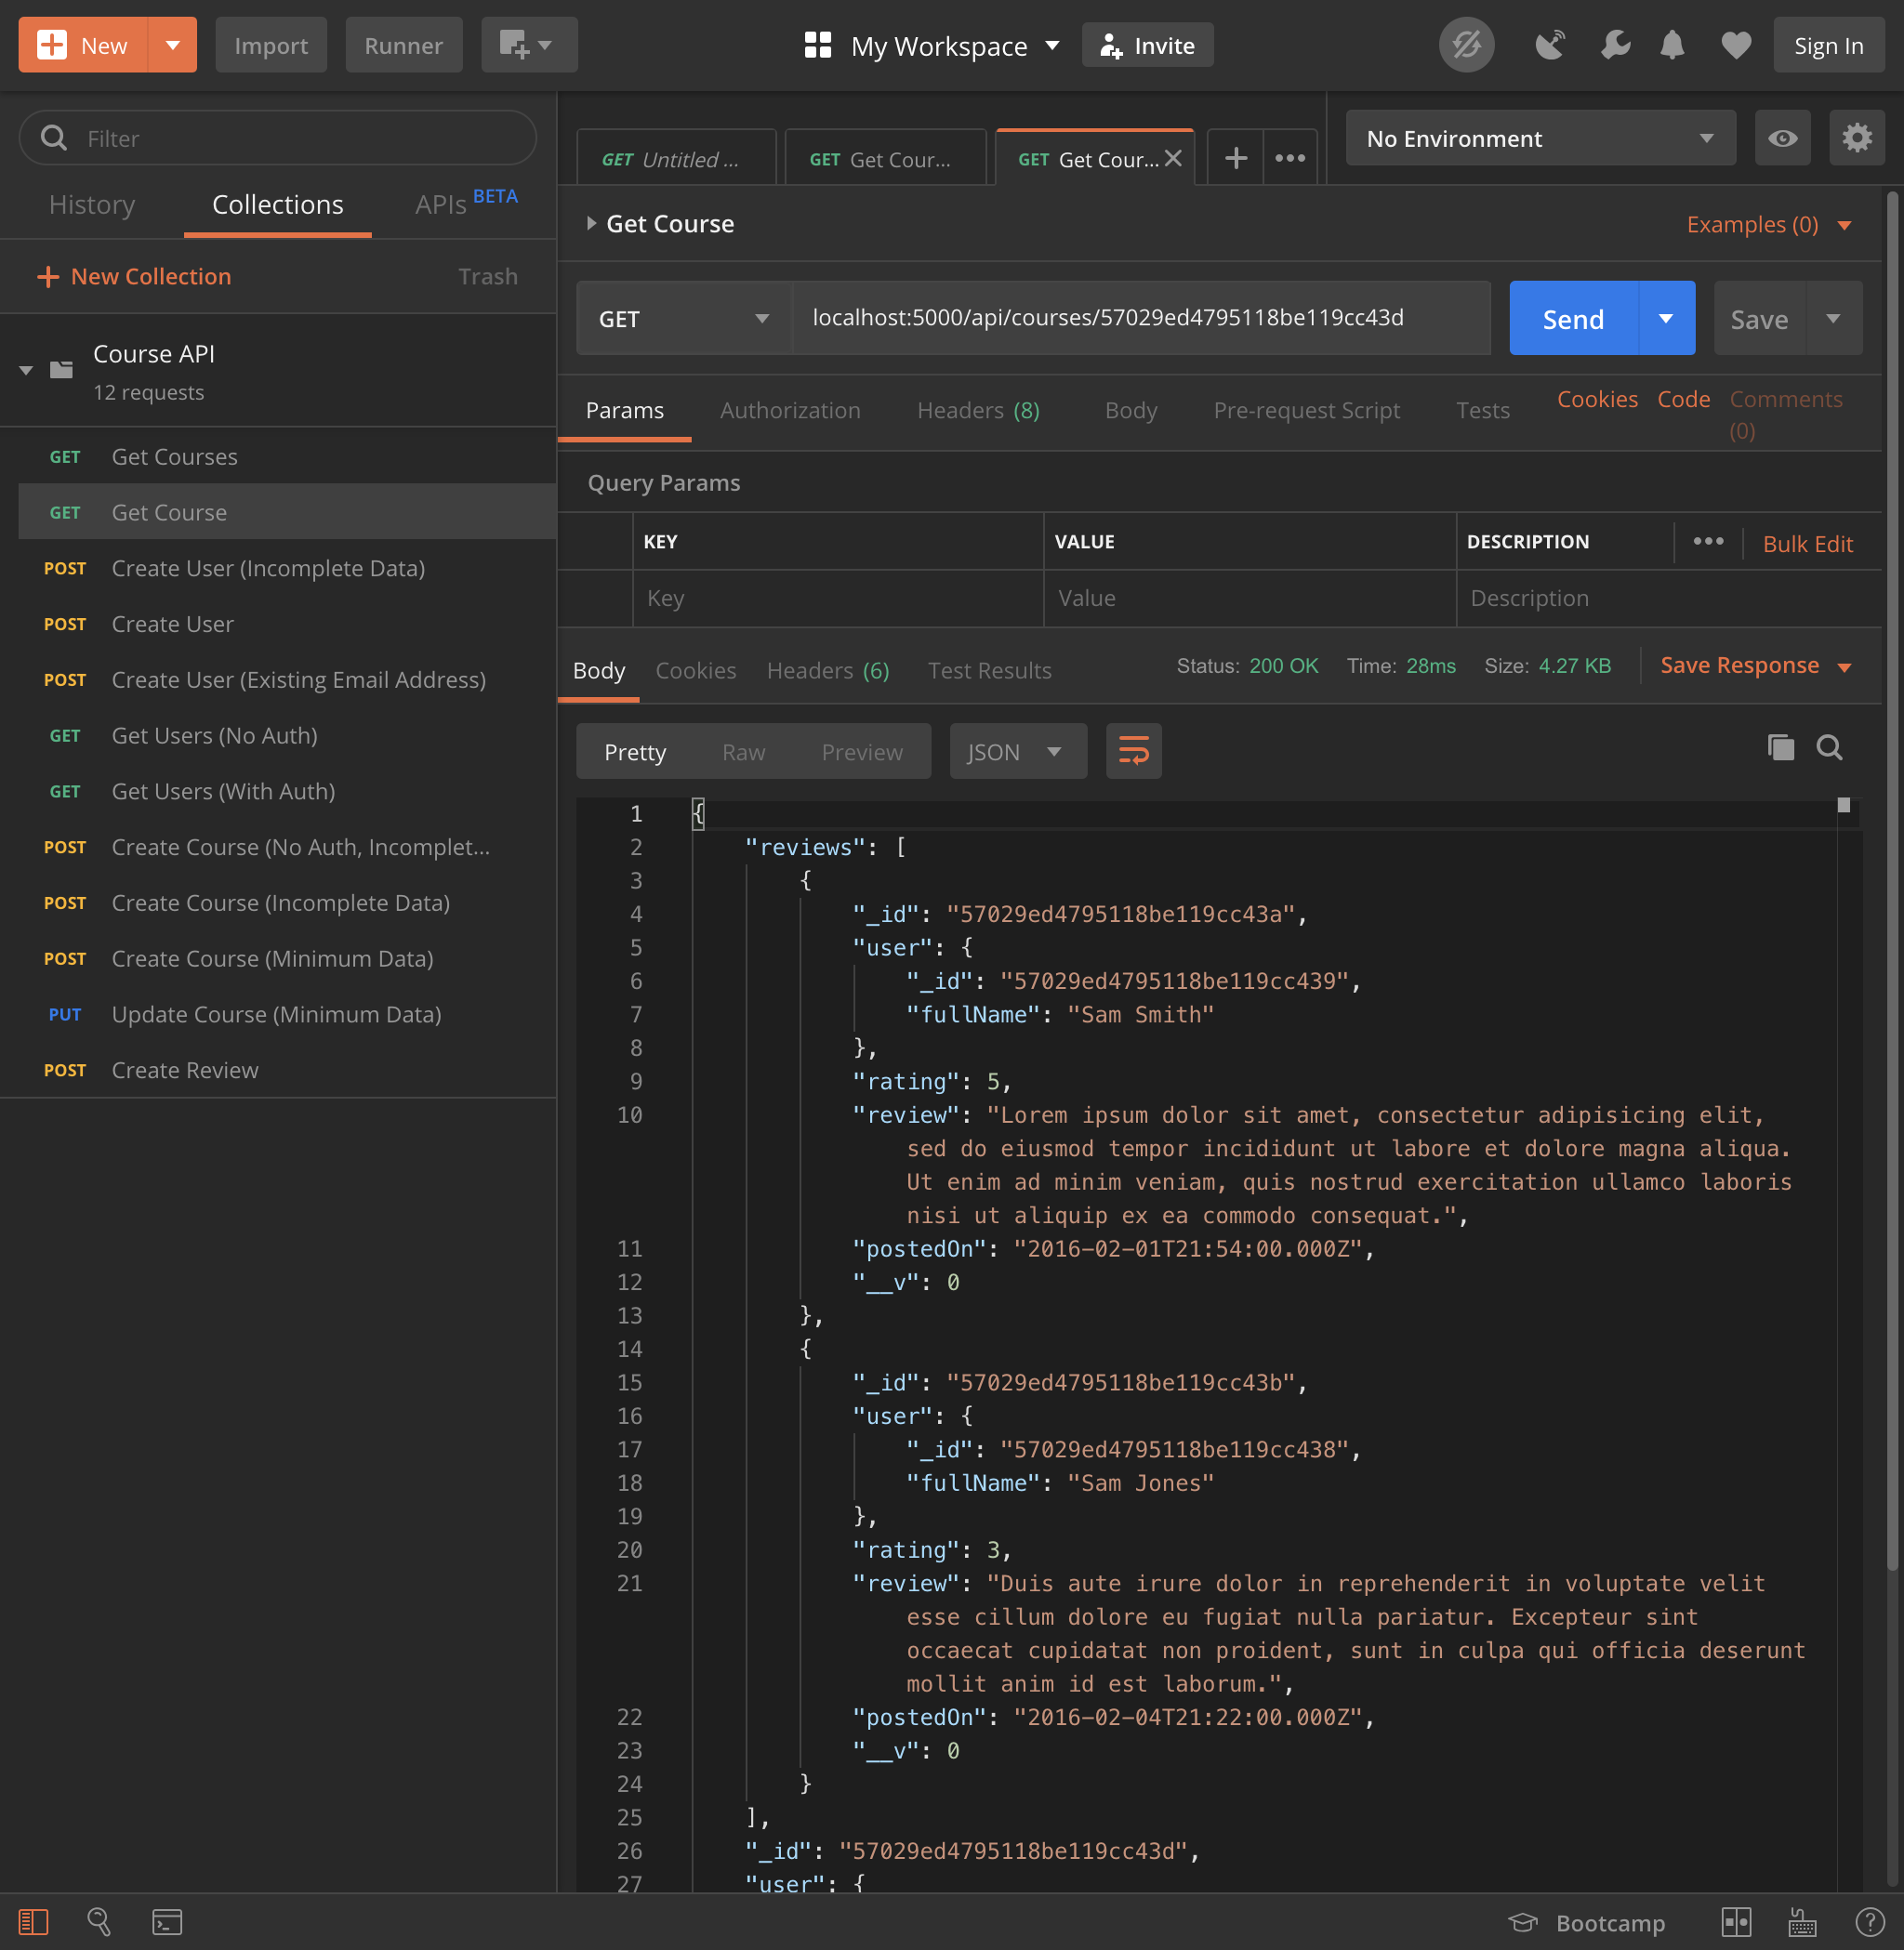 New
Import
Runner
My Workspace
Invite
Sign In
Filter
History
Collections
APIs BETA
New Collection
Trash
Course API
12 requests
GET Get Courses
GET Get Course
POST Create User (Incomplete Data)
POST Create User
POST Create User (Existing Email Address)
GET Get Users (No Auth)
GET Get Users (With Auth)
POST Create Course (No Auth, Incomplet...
POST Create Course (Incomplete Data)
POST Create Course (Minimum Data)
PUT Update Course (Minimum Data)
POST Create Review
GET Untitled ...
GET Get Cour...
GET Get Cour...
No Environment
Get Course
Examples (0)
GET
localhost:5000/api/courses/57029ed4795118be119cc43d
Send
Save
Params
Authorization
Headers (8)
Body
Pre-request Script
Tests
Cookies
Code
Comments
(0)
Query Params
KEY
VALUE
DESCRIPTION
Bulk Edit
Key
Value
Description
Body
Cookies
Headers (6)
Test Results
Status: 200 OK
Time: 28ms
Size: 4.27 KB
Save Response
Pretty
Raw
Preview
JSON
1 {
2 "reviews": [
3 {
4 "_id": "57029ed4795118be119cc43a",
5 "user": {
6 "_id": "57029ed4795118be119cc439",
7 "fullName": "Sam Smith"
8 },
9 "rating": 5,
10 "review": "Lorem ipsum dolor sit amet, consectetur adipisicing elit,
sed do eiusmod tempor incididunt ut labore et dolore magna aliqua.
Ut enim ad minim veniam, quis nostrud exercitation ullamco laboris
nisi ut aliquip ex ea commodo consequat.",
11 "postedOn": "2016-02-01T21:54:00.000Z",
12 "__v": 0
13 },
14 {
15 "_id": "57029ed4795118be119cc43b",
16 "user": {
17 "_id": "57029ed4795118be119cc438",
18 "fullName": "Sam Jones"
19 },
20 "rating": 3,
21 "review": "Duis aute irure dolor in reprehenderit in voluptate velit
esse cillum dolore eu fugiat nulla pariatur. Excepteur sint
occaecat cupidatat non proident, sunt in culpa qui officia deserunt
mollit anim id est laborum.",
22 "postedOn": "2016-02-04T21:22:00.000Z",
23 "__v": 0
24 }
25 ],
26 "_id": "57029ed4795118be119cc43d",
27 "user": {
Bootcamp